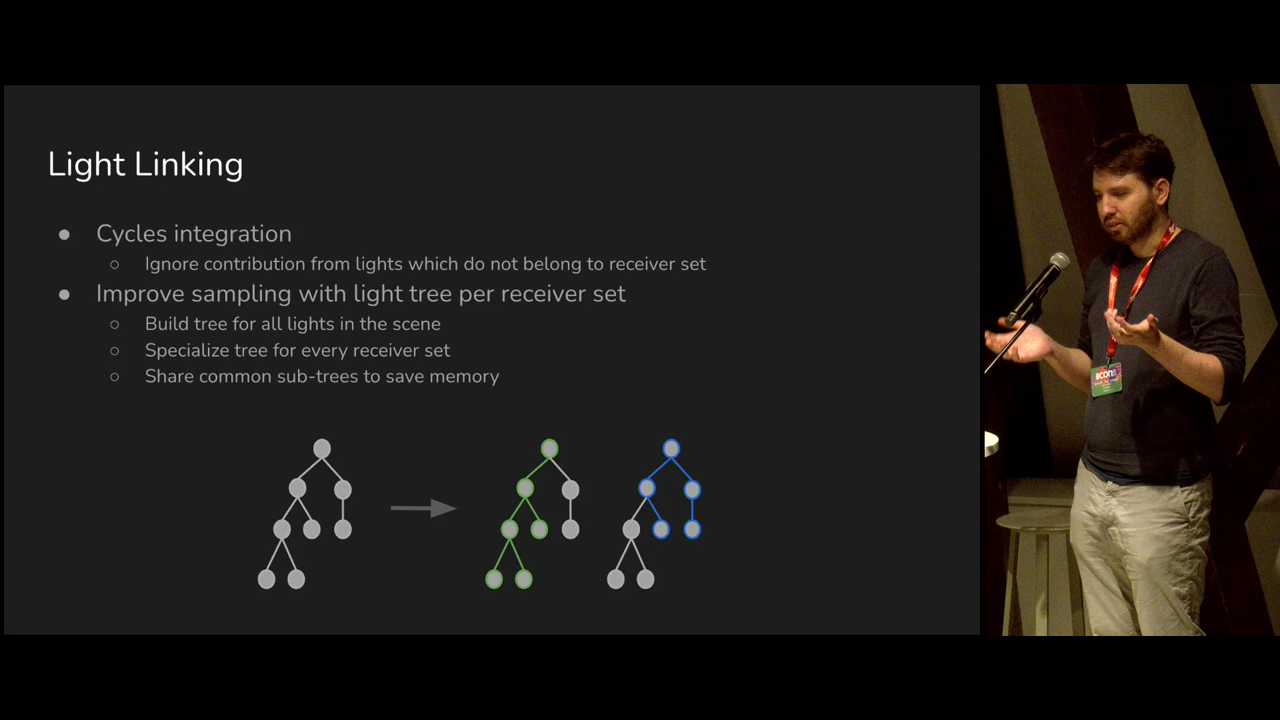 Light Linking
● Cycles integration
○ Ignore contribution from lights which do not belong to receiver set
● Improve sampling with light tree per receiver set
○ Build tree for all lights in the scene
○ Specialize tree for every receiver set
○ Share common sub-trees to save memory